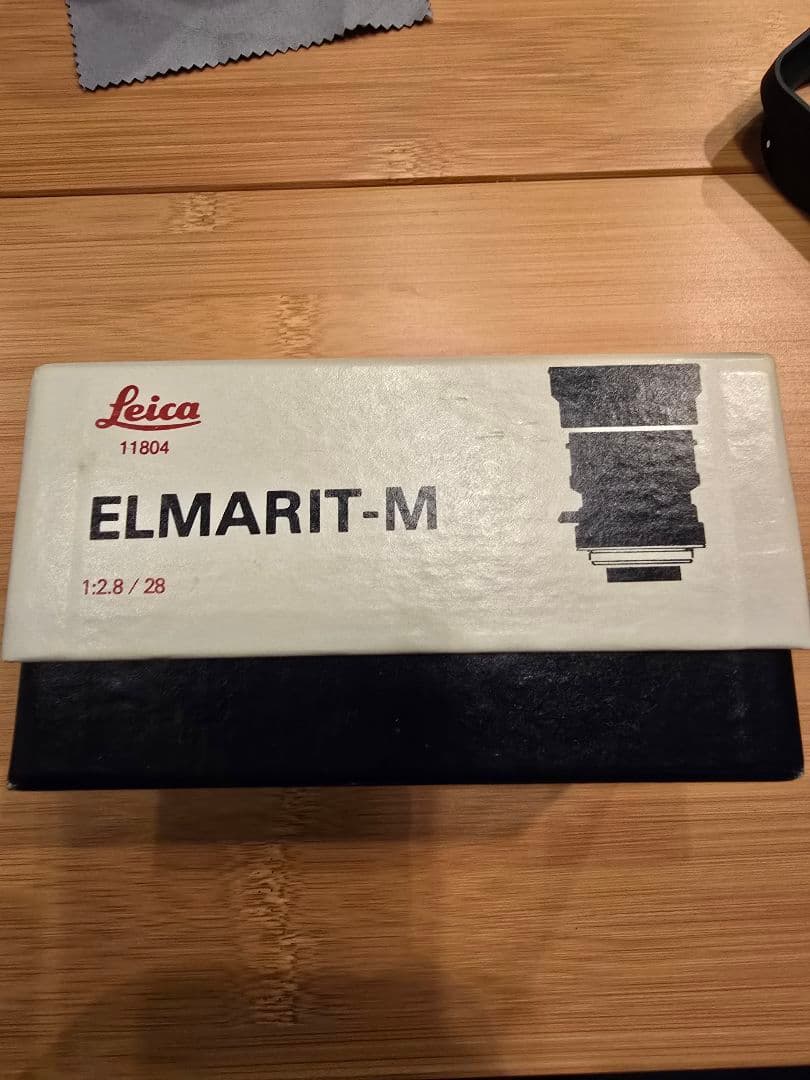 Leica
11804
ELMARIT-M
1:2.8 / 28